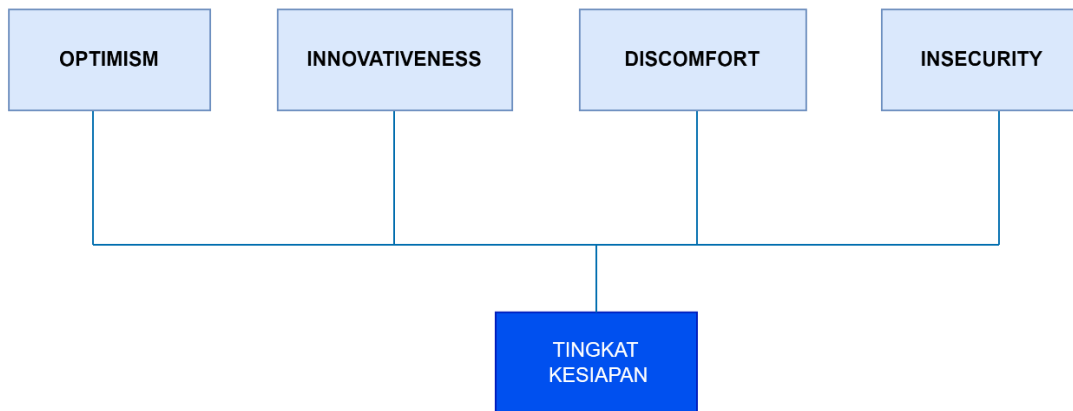 OPTIMISM
INNOVATIVENESS
DISCOMFORT
INSECURITY
TINGKAT
KESIAPAN